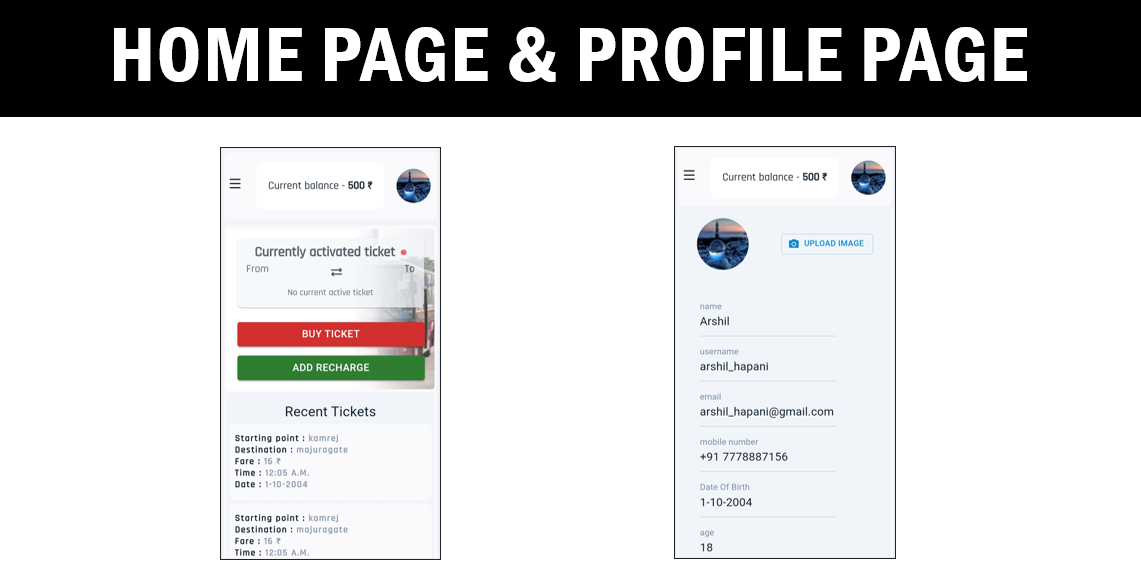 HOME PAGE & PROFILE PAGE
Current balance - 500 ₹
Currently activated ticket
From To
No current active ticket
BUY TICKET
ADD RECHARGE
Recent Tickets
Starting point : kamrej
Destination : majuragate
Fare : 16 ₹
Time : 12:05 A.M.
Date : 1-10-2004
Starting point : kamrej
Destination : majuragate
Fare : 16 ₹
Time : 12:05 A.M.
Current balance - 500 ₹
UPLOAD IMAGE
name
Arshil
username
arshil_hapani
email
arshil_hapani@gmail.com
mobile number
+91 7778887156
Date Of Birth
1-10-2004
age
18